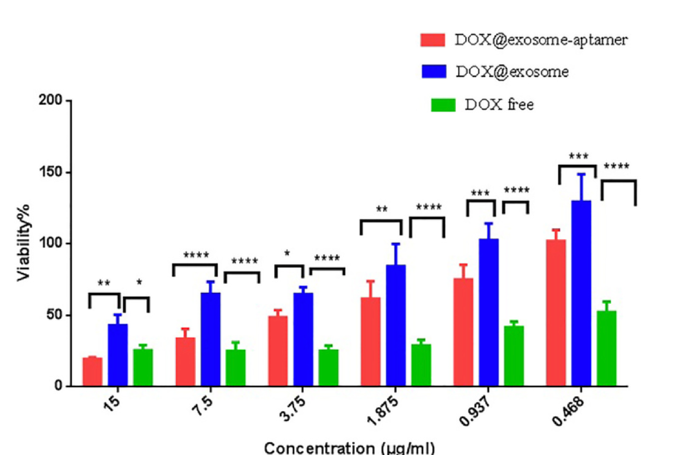 DOX@exosome-aptamer
DOX@exosome
DOX free
200
150
100
50
0
Viability%
** * **** **** * **** ** **** *** **** *** ****
15 7.5 3.75 1.875 0.937 0.468
Concentration (µg/ml)